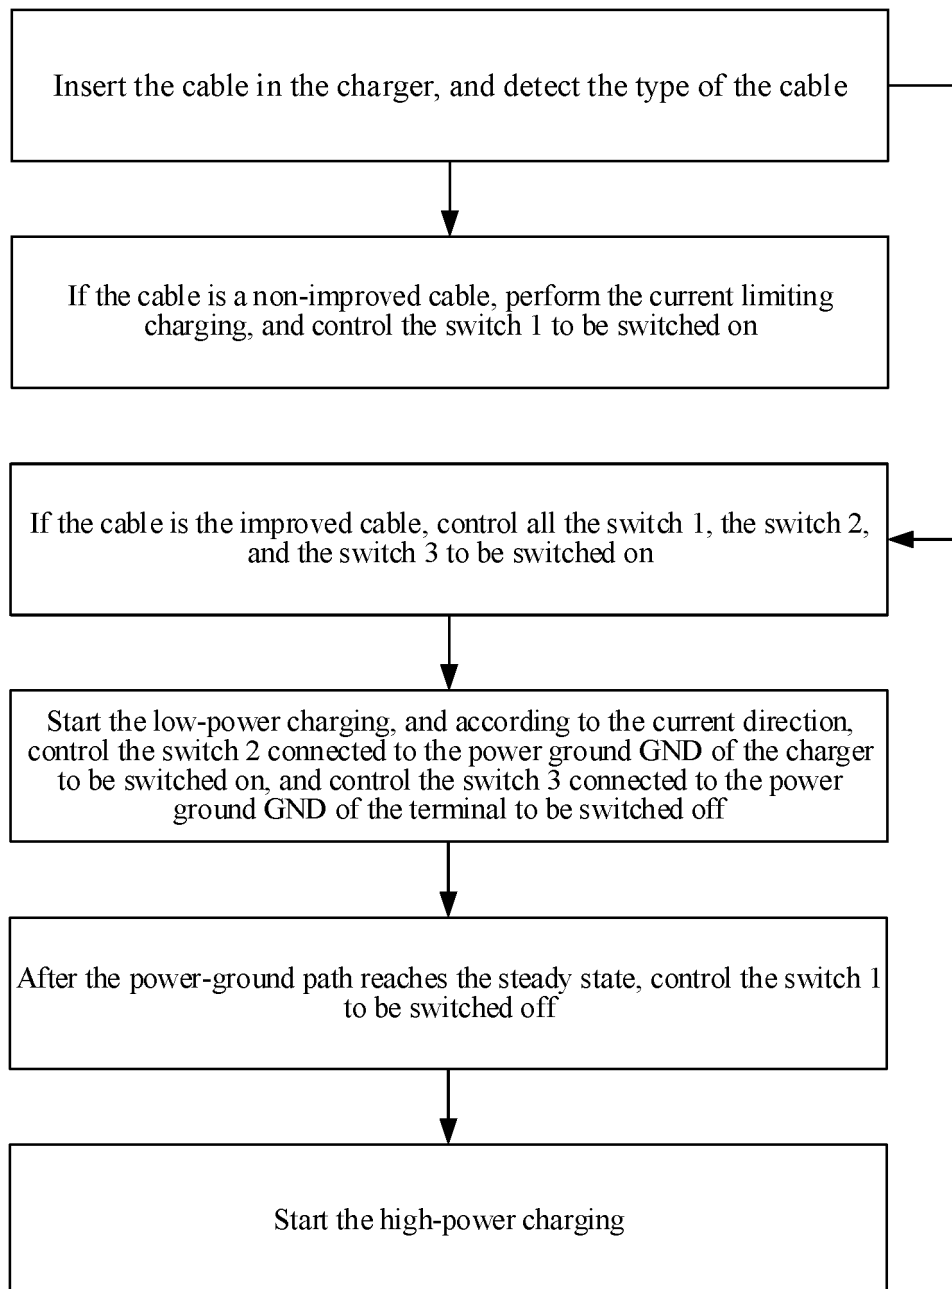 Insert the cable in the charger, and detect the type of the cable
If the cable is a non-improved cable, perform the current limiting
charging, and control the switch 1 to be switched on
If the cable is the improved cable, control all the switch 1, the switch 2,
and the switch 3 to be switched on
Start the low-power charging, and according to the current direction,
control the switch 2 connected to the power ground GND of the charger
to be switched on, and control the switch 3 connected to the power
ground GND of the terminal to be switched off
After the power-ground path reaches the steady state, control the switch 1
to be switched off
Start the high-power charging